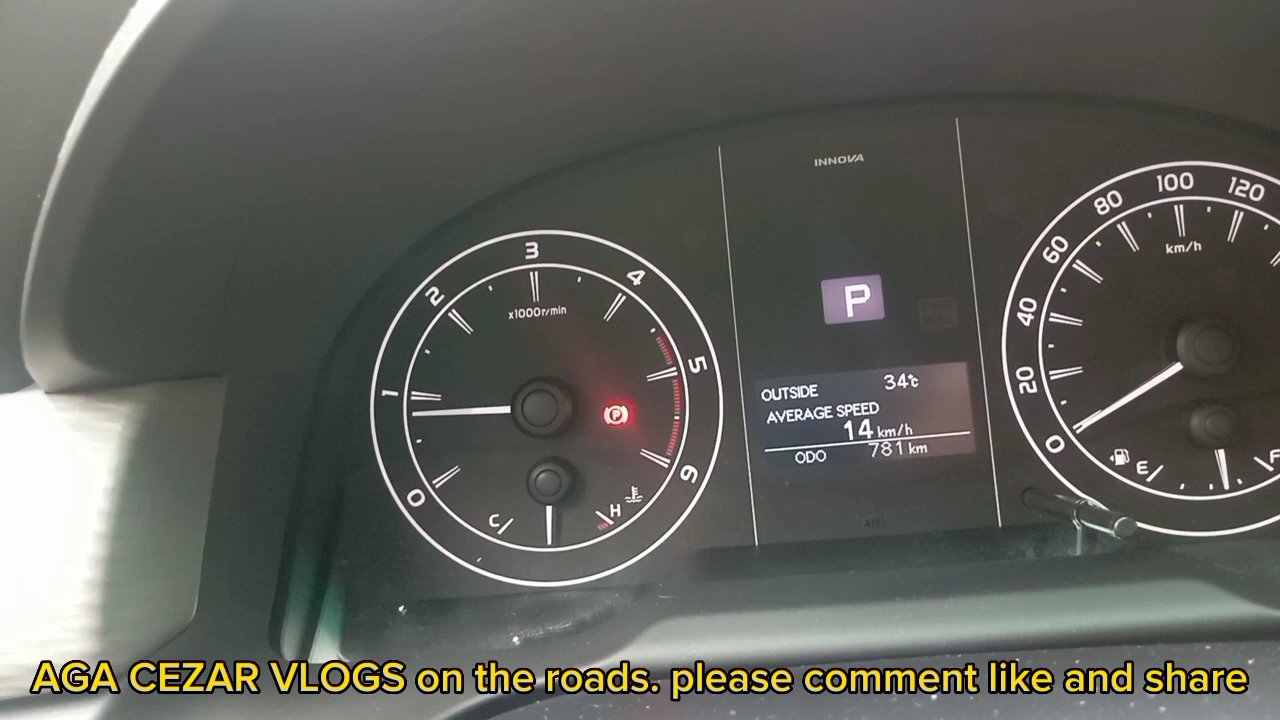 INNOVA
0
1
2
3
4
5
6
x1000r/min
P
P
C
H
OUTSIDE 34°C
AVERAGE SPEED
14 km/h
ODO 781 km
0
20
40
60
80
100
120
km/h
E
F
AGA CEZAR VLOGS on the roads. please comment like and share